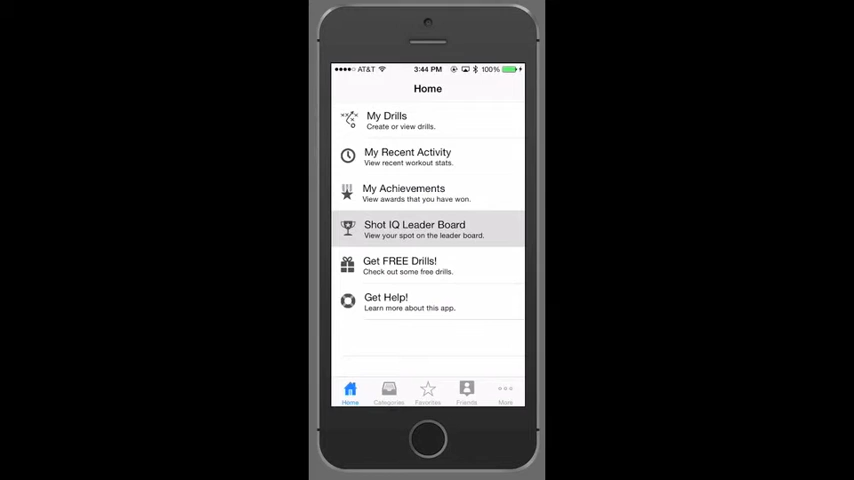 AT&T 3:44 PM 100%
Home
My Drills
Create or view drills.
My Recent Activity
View recent workout stats.
My Achievements
View awards that you have won.
Shot IQ Leader Board
View your spot on the leader board.
Get FREE Drills!
Check out some free drills.
Get Help!
Learn more about this app.
Home Categories Favorites Friends More